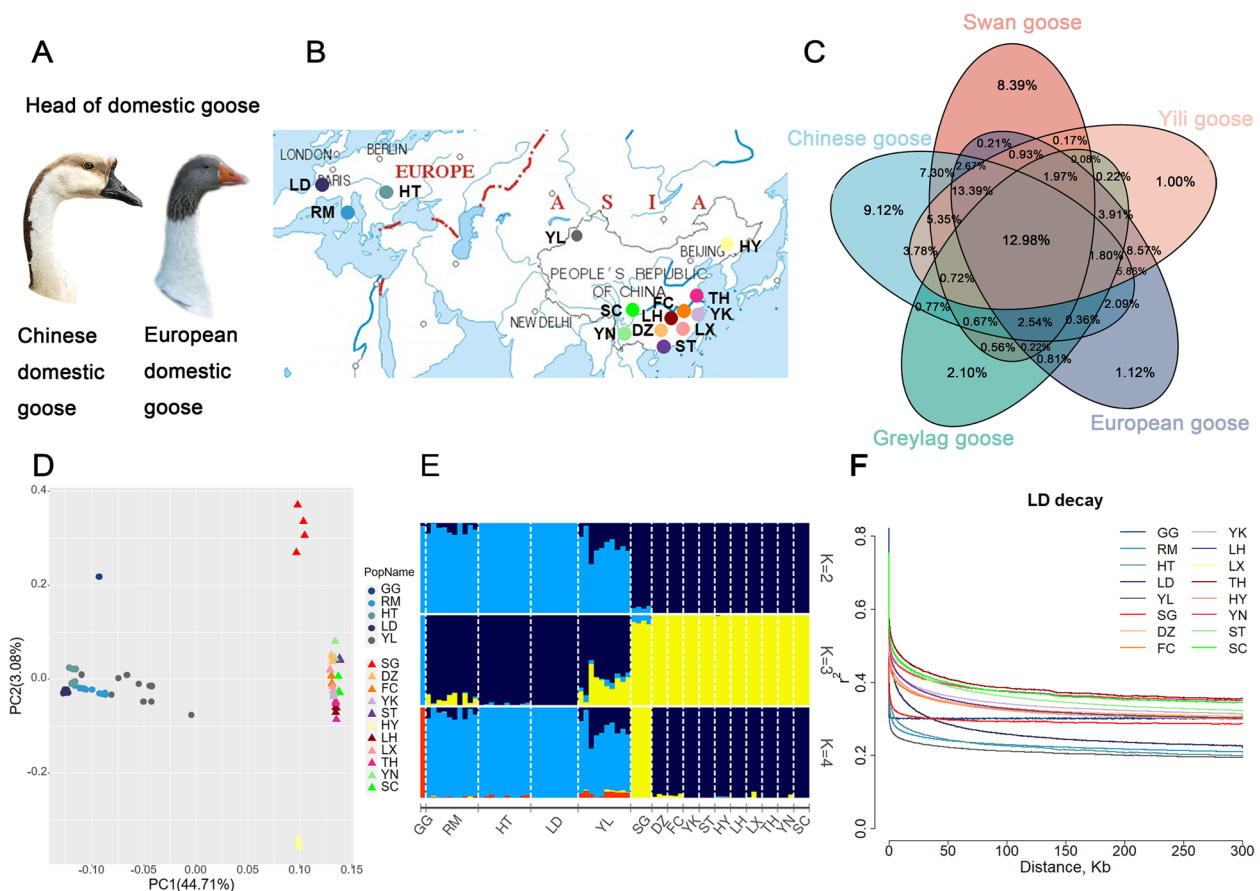 A
Head of domestic goose
Chinese
domestic
goose
European
domestic
goose
B
LONDON
BERLIN
PARIS
EUROPE
LD
HT
RM
A S I A
YL
HY
BEIJING
PEOPLE'S REPUBLIC
OF CHINA
NEW DELHI
SC
FC
TH
LH
YK
YN
DZ
LX
ST
C
Swan goose
Yili goose
Chinese goose
Greylag goose
European goose
8.39%
0.17%
0.21%
0.93%
0.08%
2.67%
7.30%
1.97%
0.22%
1.00%
13.39%
9.12%
5.35%
3.91%
12.98%
3.78%
1.80%
8.57%
5.86%
0.72%
0.77%
2.09%
0.67%
2.54%
0.36%
0.56%
0.22%
0.81%
2.10%
1.12%
D
0.4
0.2
0.0
-0.2
PC2(3.08%)
-0.10
-0.05
0.00
0.05
0.10
0.15
PC1(44.71%)
PopName
GG
RM
HT
LD
YL
SG
DZ
FC
YK
ST
HY
LH
LX
TH
YN
SC
E
K=2
K=3
K=4
GG
RM
HT
LD
YL
SG
DZ
FC
YK
ST
HY
LH
LX
TH
YN
SC
F
LD decay
GG
RM
HT
LD
YL
SG
DZ
FC
YK
LH
LX
TH
HY
YN
ST
SC
r2
0.8
0.6
0.4
0.2
0.0
0
50
100
150
200
250
300
Distance, Kb